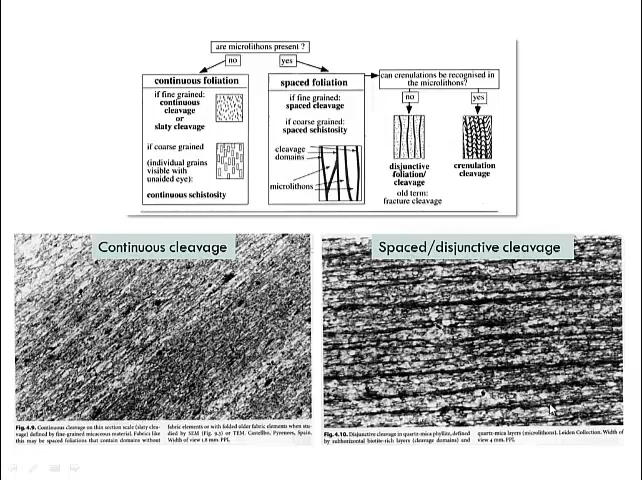 are microlithons present ?
no
yes
continuous foliation
if fine grained:
continuous
cleavage
or
slaty cleavage
if coarse grained
(individual grains
visible with
unaided eye):
continuous schistosity
spaced foliation
if fine grained:
spaced cleavage
if coarse grained:
spaced schistosity
cleavage
domains
microlithons
can crenulations be recognised in
the microlithons?
no
yes
disjunctive
foliation/
cleavage
old term:
fracture cleavage
crenulation
cleavage
Continuous cleavage
Spaced/disjunctive cleavage
Fig. 4.9. Continuous cleavage on thin section scale (slaty clea-
vage) defined by fine-grained micaceous material. Fabrics like
this may be spaced foliations that contain domains without
fabric elements or with folded older fabric elements when stu-
died by SEM (Fig. 9.3) or TEM. Castellbo, Pyrenees, Spain.
Width of view 1.8 mm. PPL
Fig. 4.10. Disjunctive cleavage in quartz-mica phyllite, defined
by subhorizontal biotite-rich layers (cleavage domains) and
quartz-mica layers (microlithons). Leiden Collection. Width of
view 4 mm. PPL